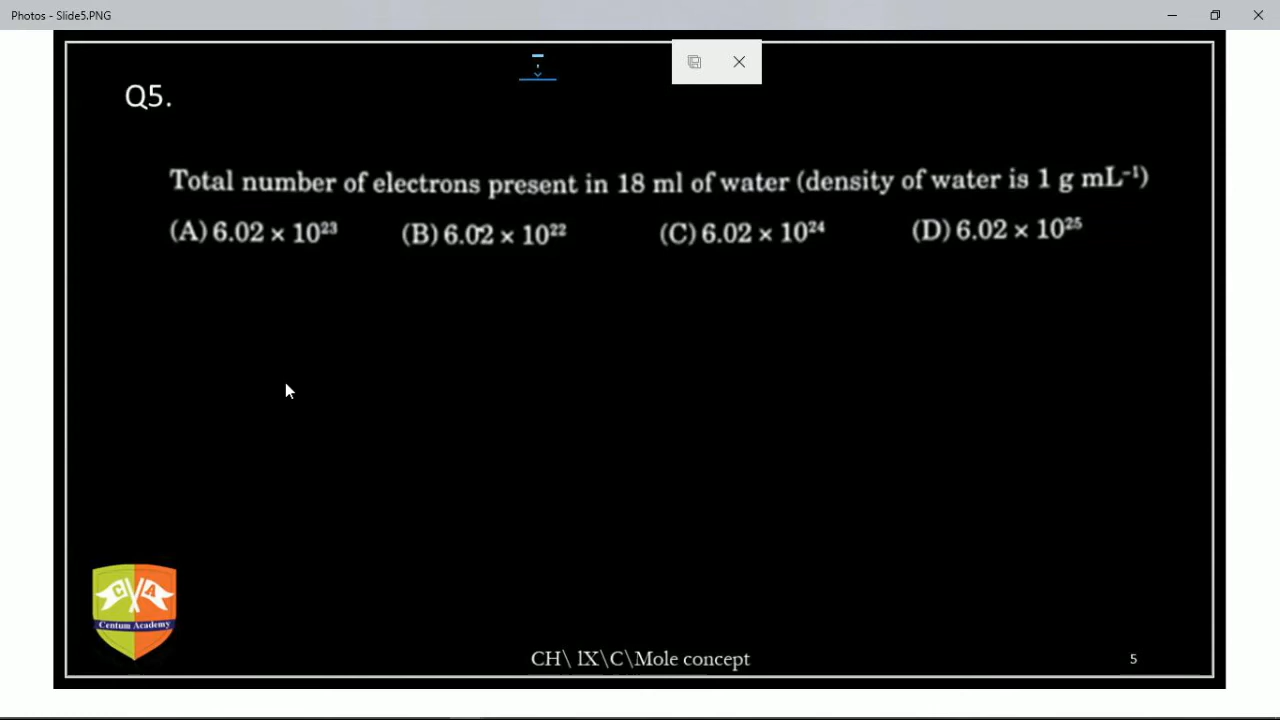 Photos - Slide5.PNG
Q5.
Total number of electrons present in 18 ml of water (density of water is 1 g mL⁻¹)
(A) 6.02 × 10²³ (B) 6.02 × 10²² (C) 6.02 × 10²⁴ (D) 6.02 × 10²⁵
C A
Centum Academy
CH\ lX\C\Mole concept
5